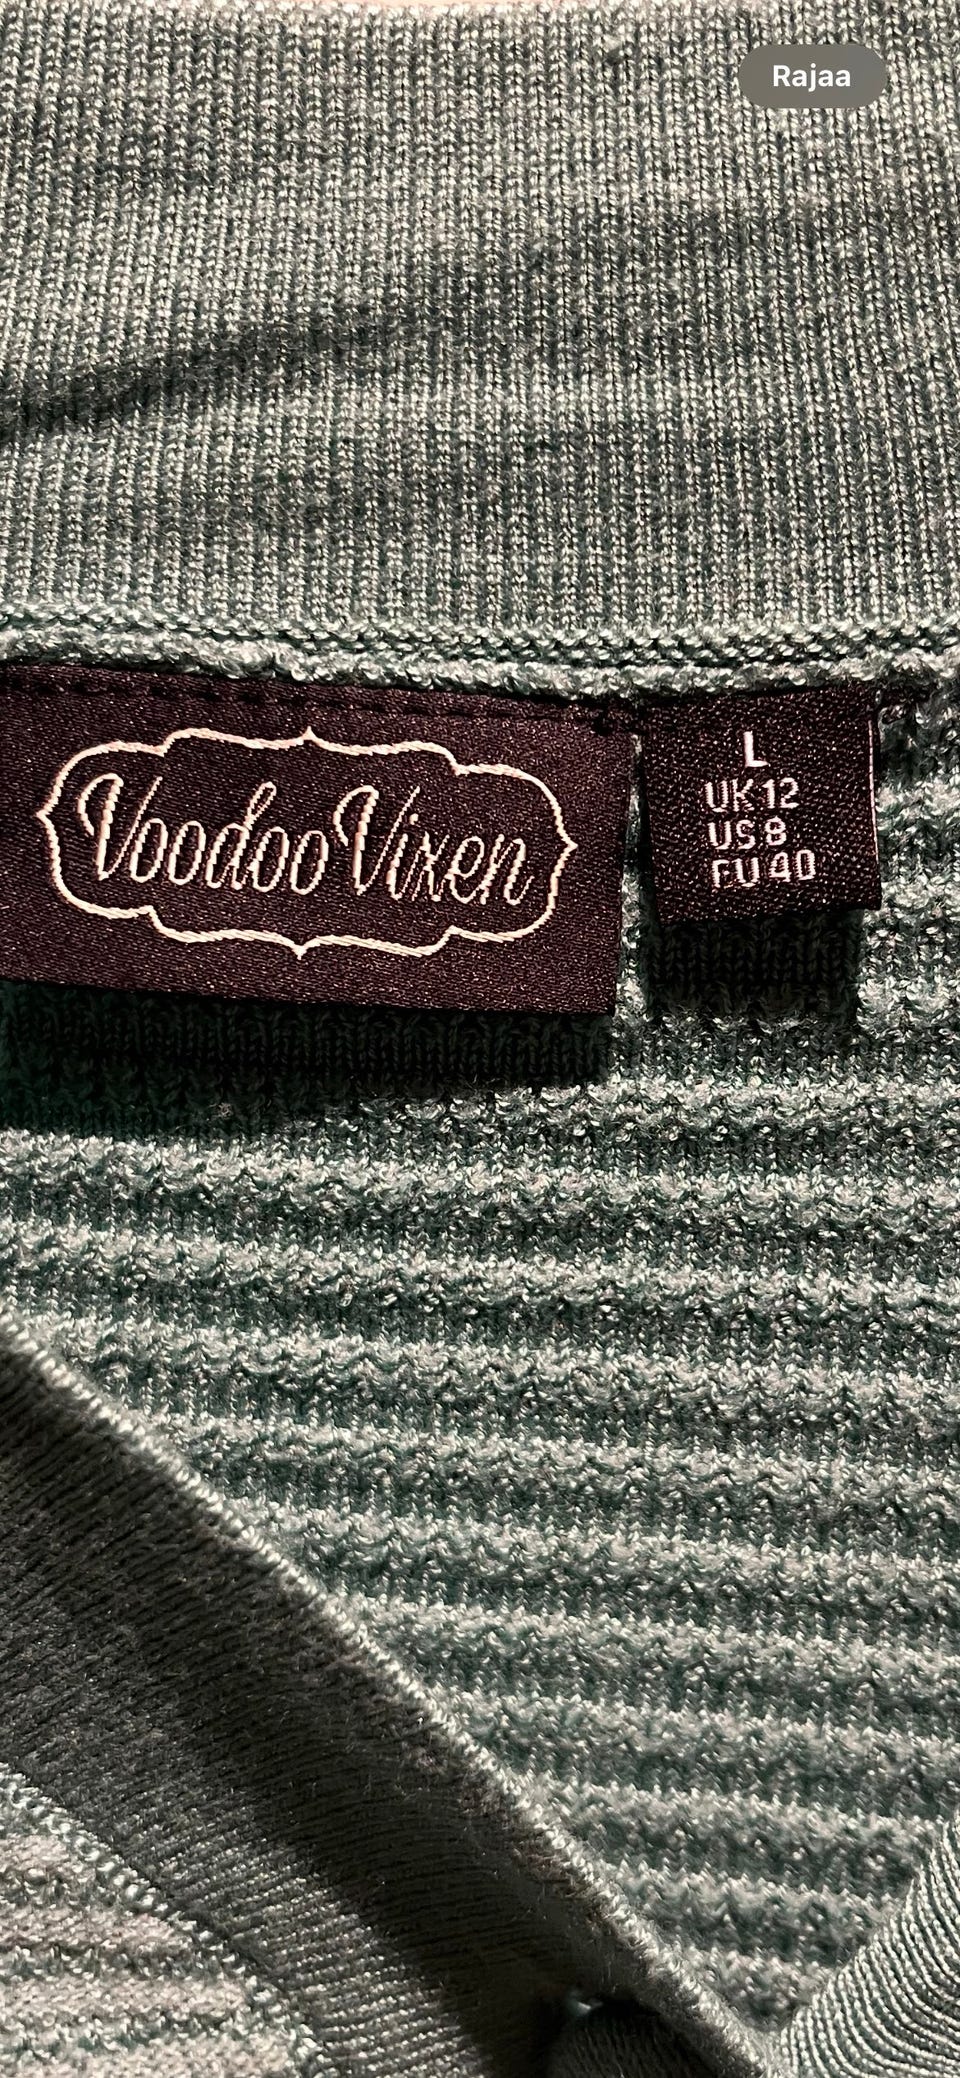 Rajaa
Voodoo Vixen
L
UK 12
US 8
EU 40